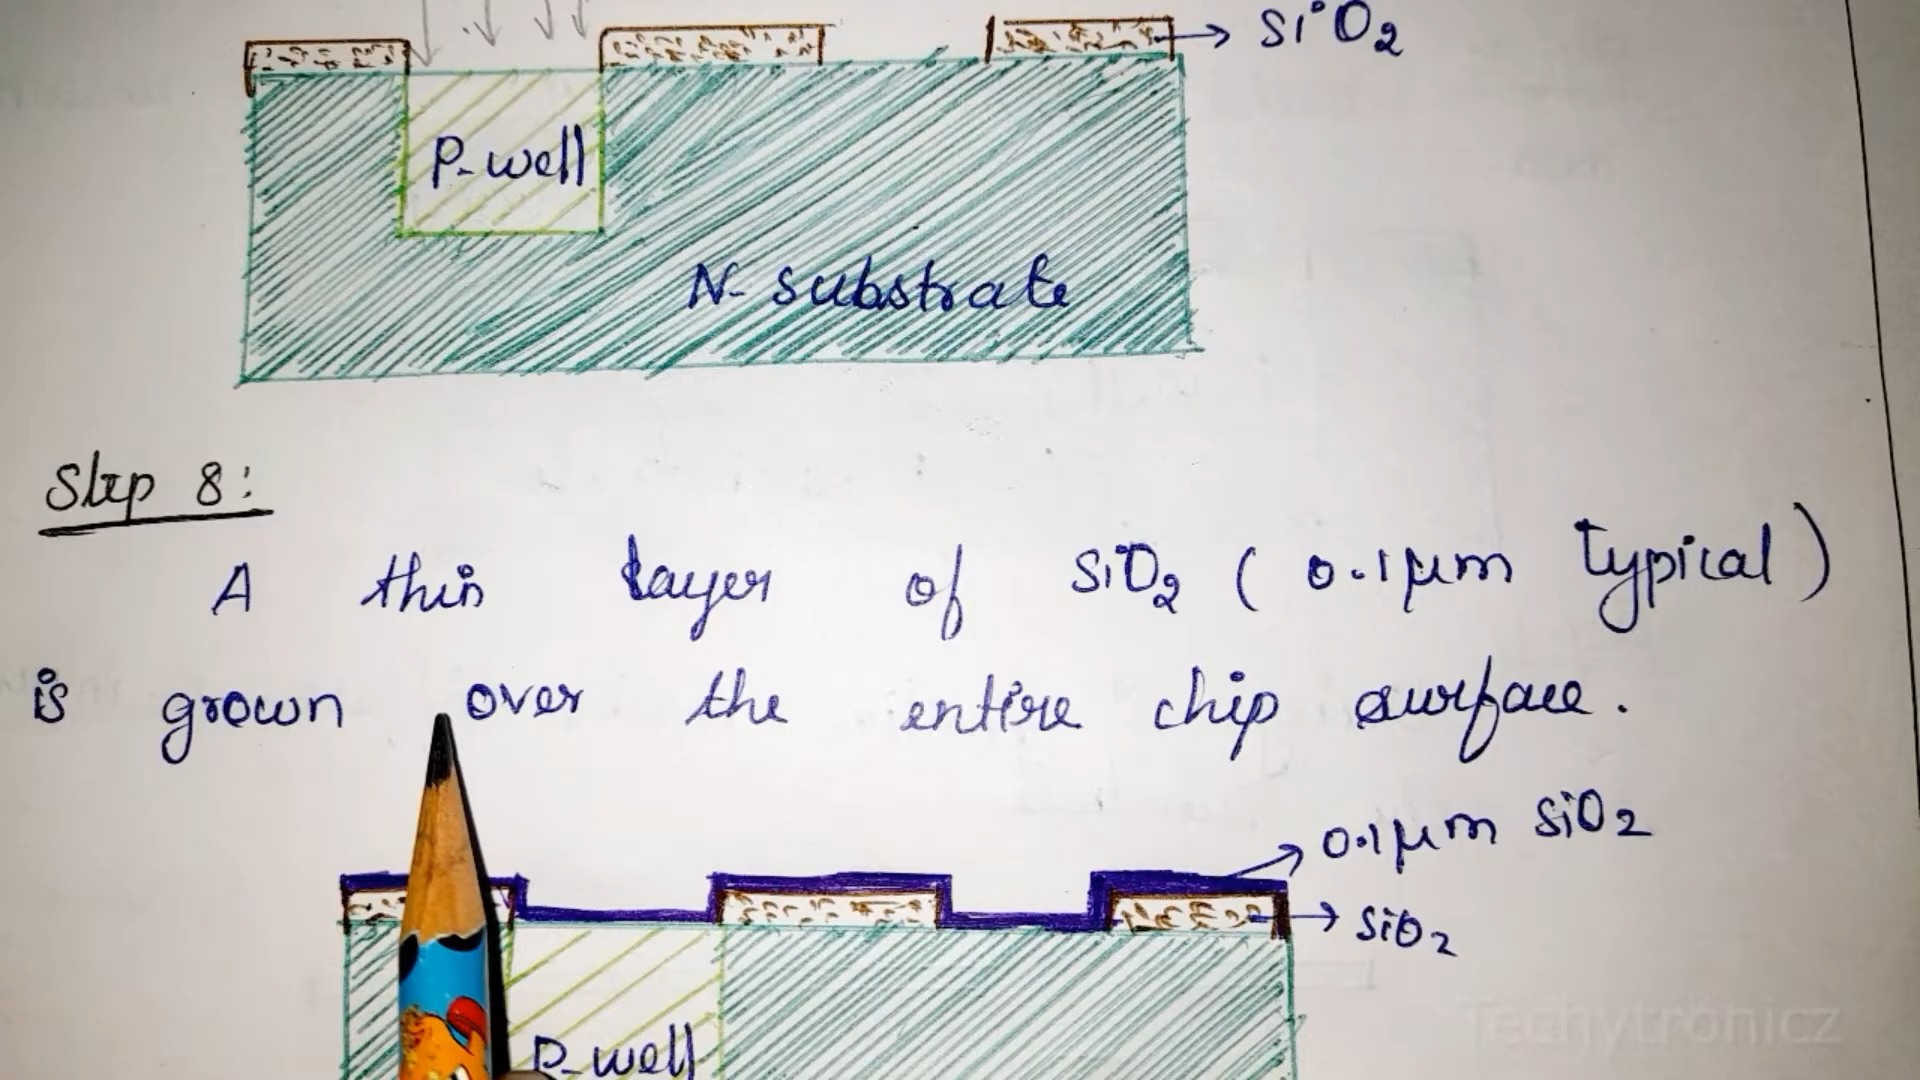 SiO2
P-well
N-substrate
Step 8:
A thin layer of SiO2 (0.1μm typical)
is grown over the entire chip surface.
0.1μm SiO2
SiO2
P-well
Techytronicz